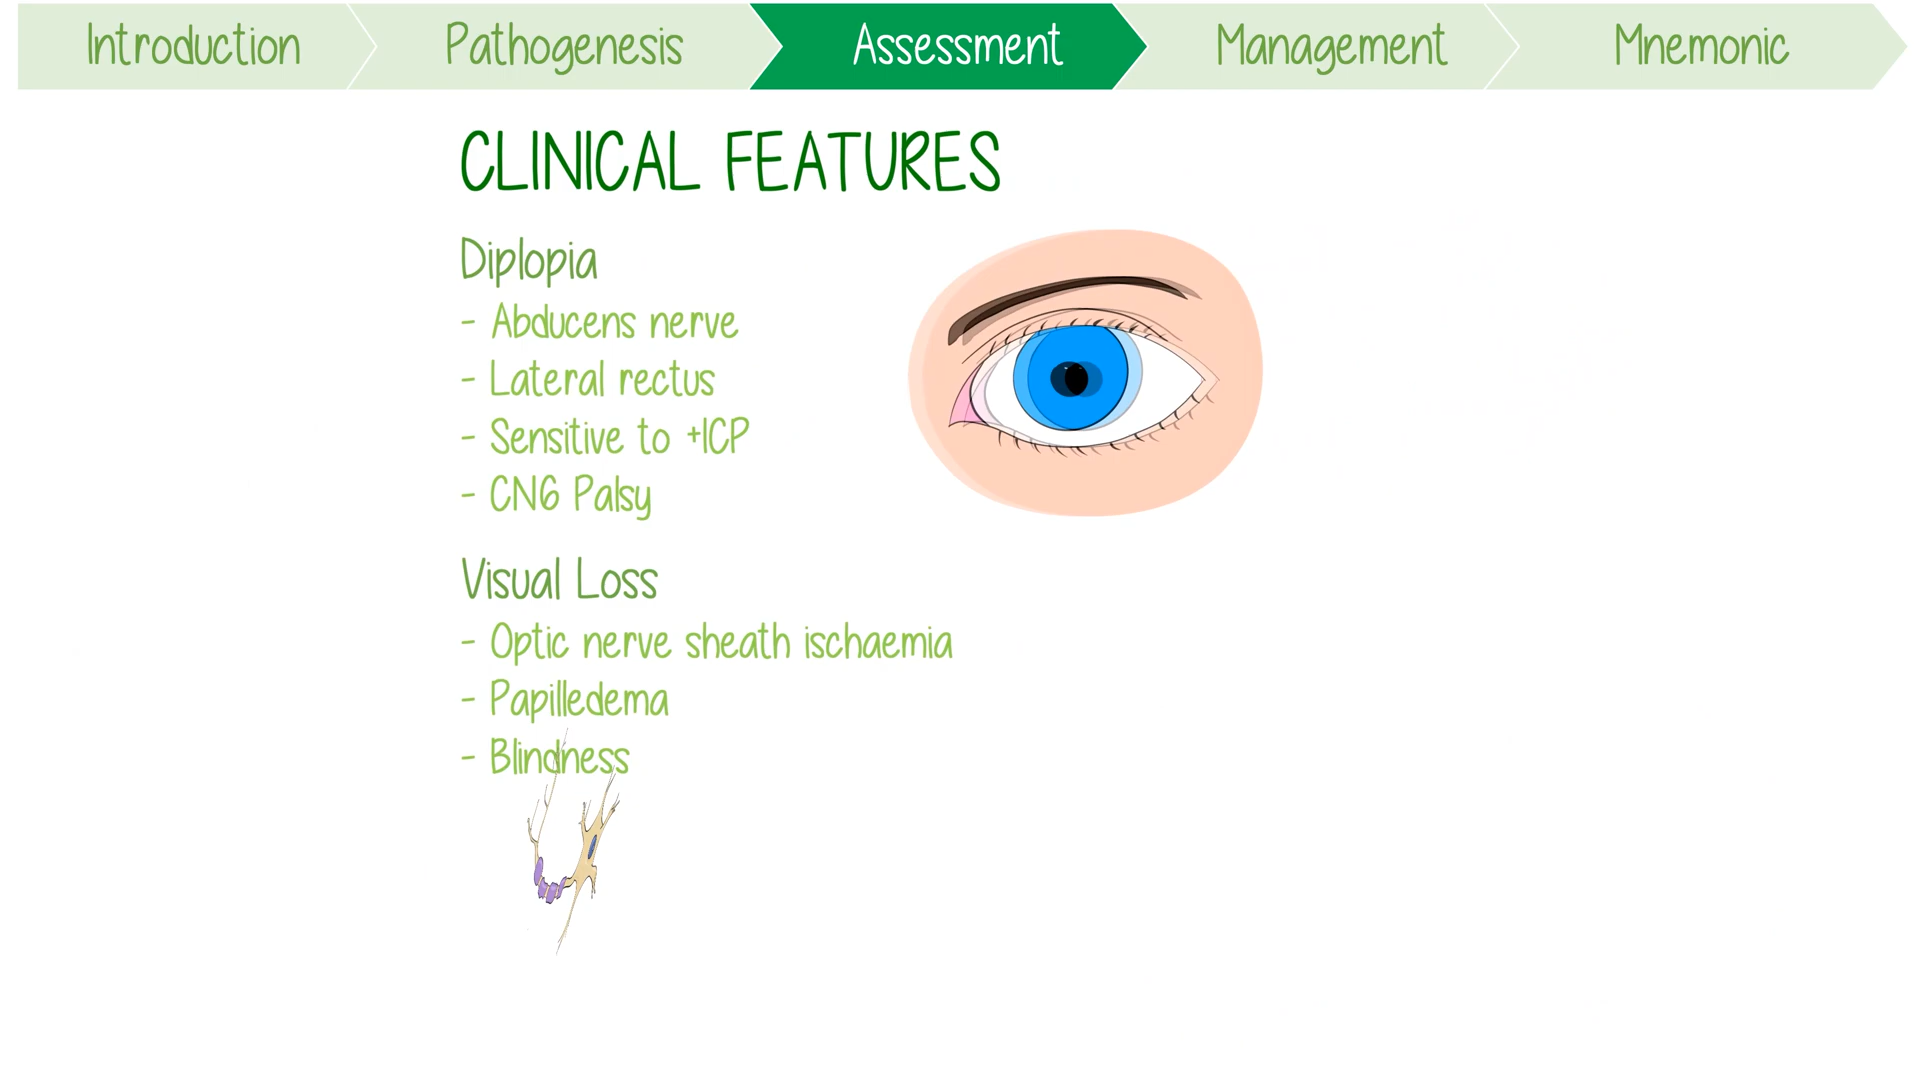 Introduction
Pathogenesis
Assessment
Management
Mnemonic
CLINICAL FEATURES
Diplopia
- Abducens nerve
- Lateral rectus
- Sensitive to +ICP
- CN6 Palsy
Visual Loss
- Optic nerve sheath ischaemia
- Papilledema
- Blindness